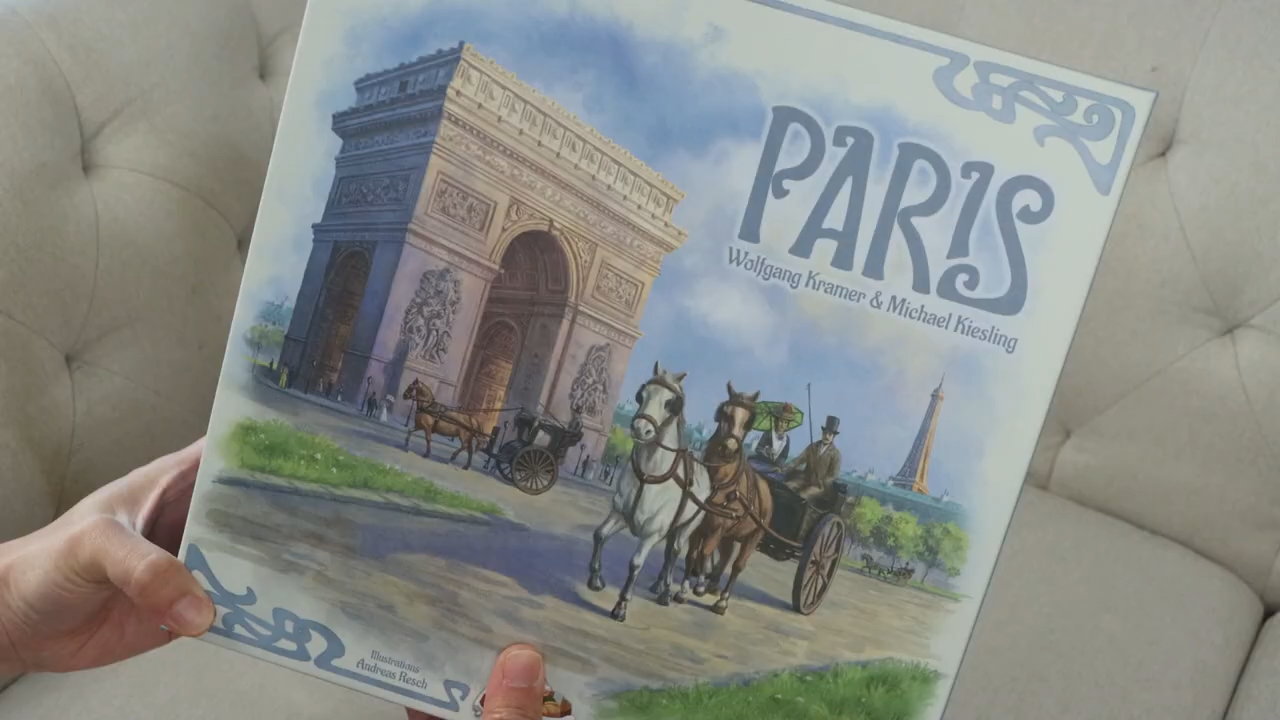 PARIS
Wolfgang Kramer & Michael Kiesling
Illustrations
Andreas Resch